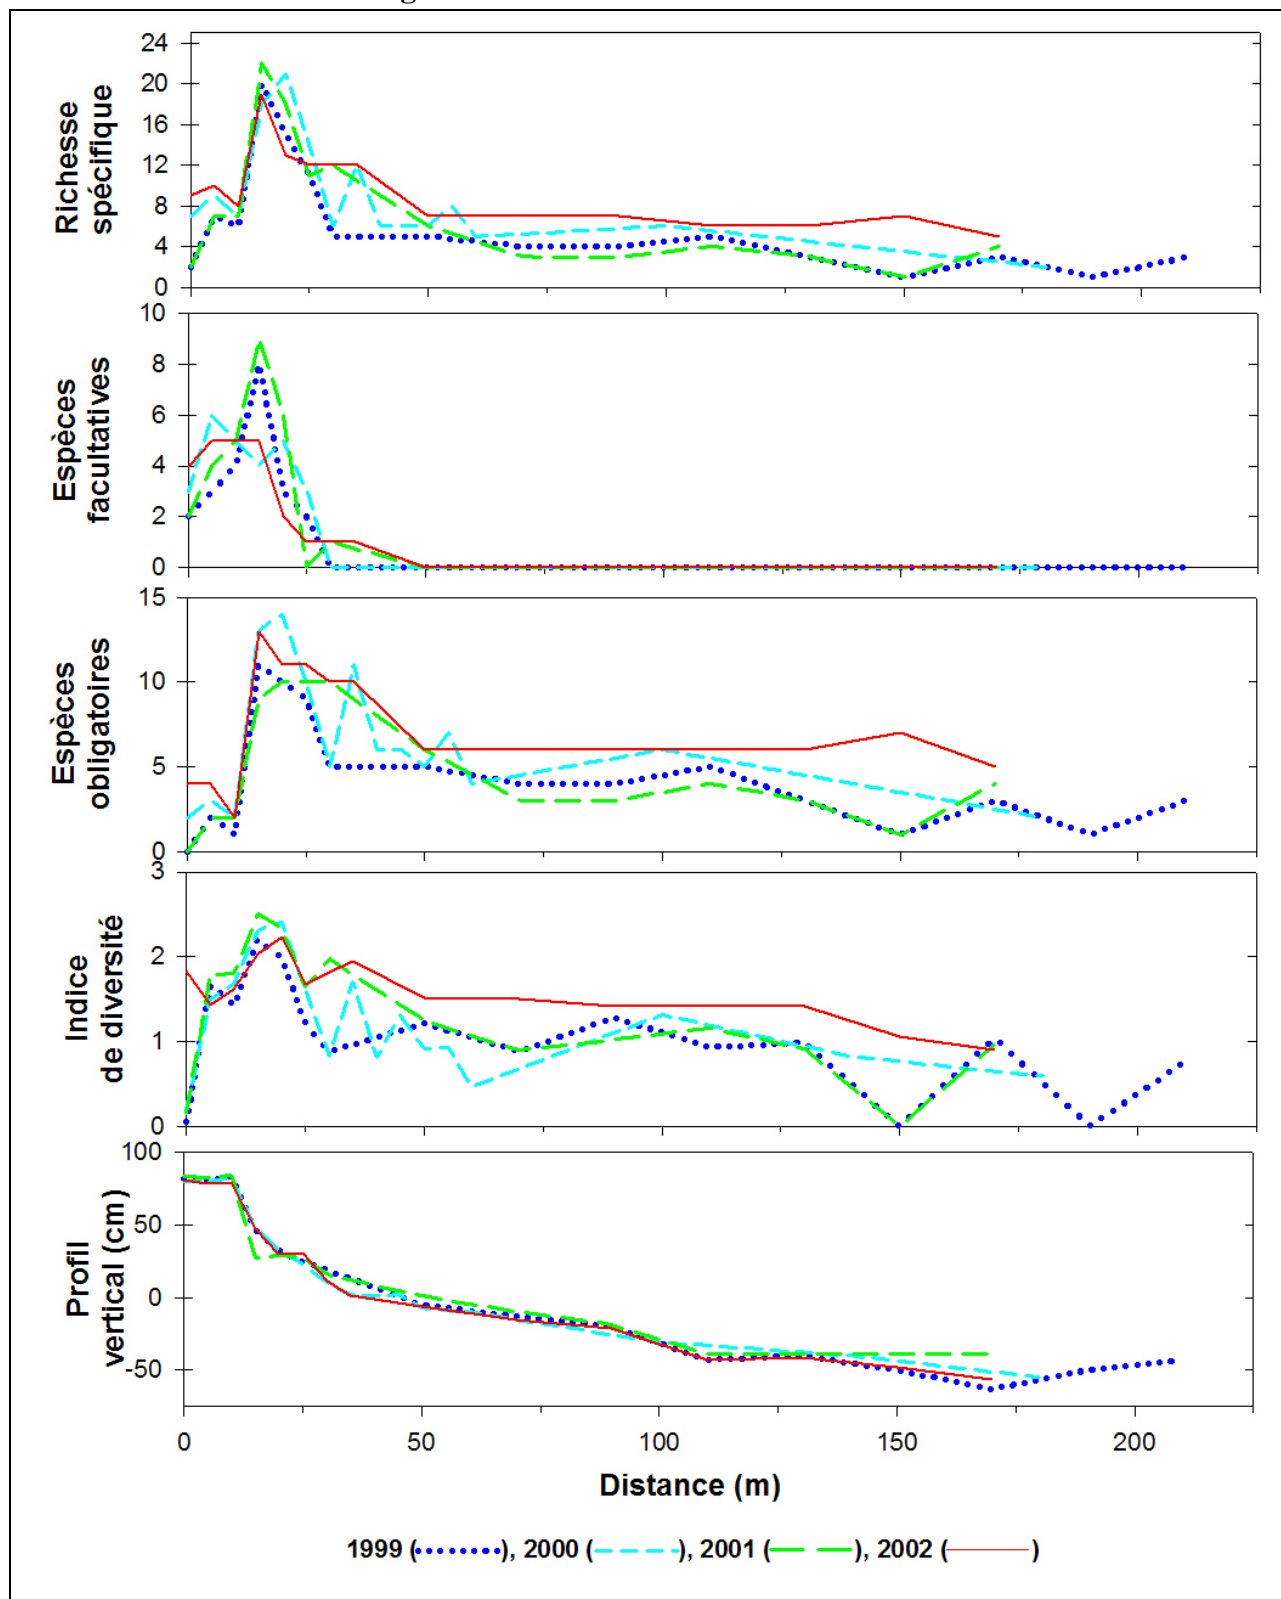 24
20
16
12
8
4
0
Richesse
spécifique
10
8
6
4
2
0
Espèces
facultatives
15
10
5
0
Espèces
obligatoires
3
2
1
0
Indice
de diversité
100
50
0
-50
Profil
vertical (cm)
0 50 100 150 200
Distance (m)
1999 ( ), 2000 ( ), 2001 ( ), 2002 ( )